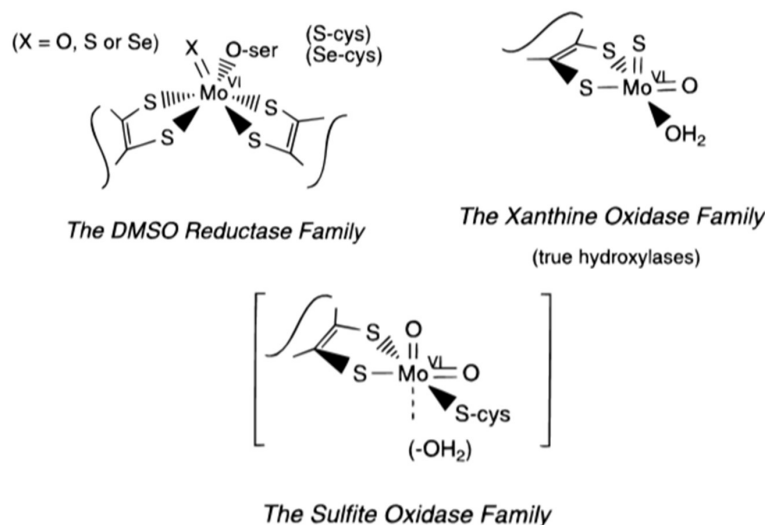 (X = O, S or Se)
X O-ser
(S-cys)
(Se-cys)
VI
S Mo S
S S
The DMSO Reductase Family
S S
VI
S Mo O
OH2
The Xanthine Oxidase Family
(true hydroxylases)
S O
VI
S Mo O
S-cys
(-OH2)
The Sulfite Oxidase Family